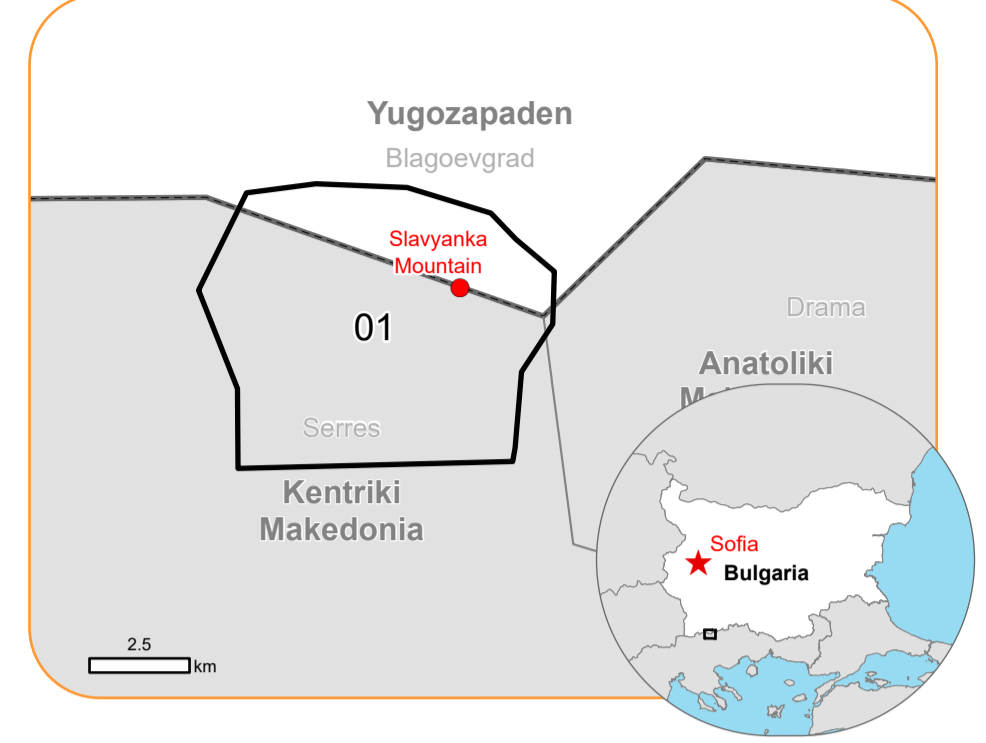 Yugozapaden
Blagoevgrad
Slavyanka
Mountain
01
Drama
Anatoliki
Serres
Kentriki
Makedonia
Sofia
Bulgaria
2.5
km